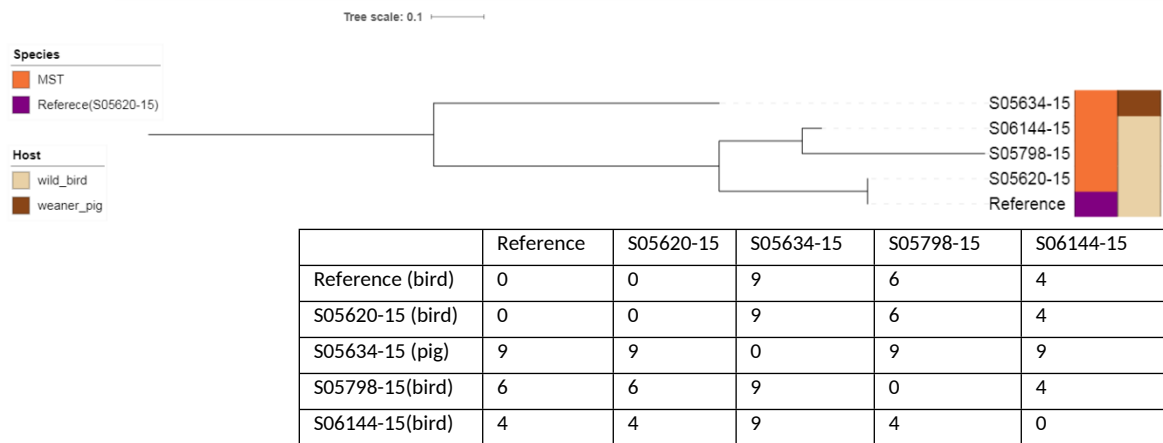 Tree scale: 0.1
Species
MST
Referece(S05620-15)
Host
wild_bird
weaner_pig
S05634-15
S06144-15
S05798-15
S05620-15
Reference
Reference S05620-15 S05634-15 S05798-15 S06144-15
Reference (bird) 0 0 9 6 4
S05620-15 (bird) 0 0 9 6 4
S05634-15 (pig) 9 9 0 9 9
S05798-15(bird) 6 6 9 0 4
S06144-15(bird) 4 4 9 4 0